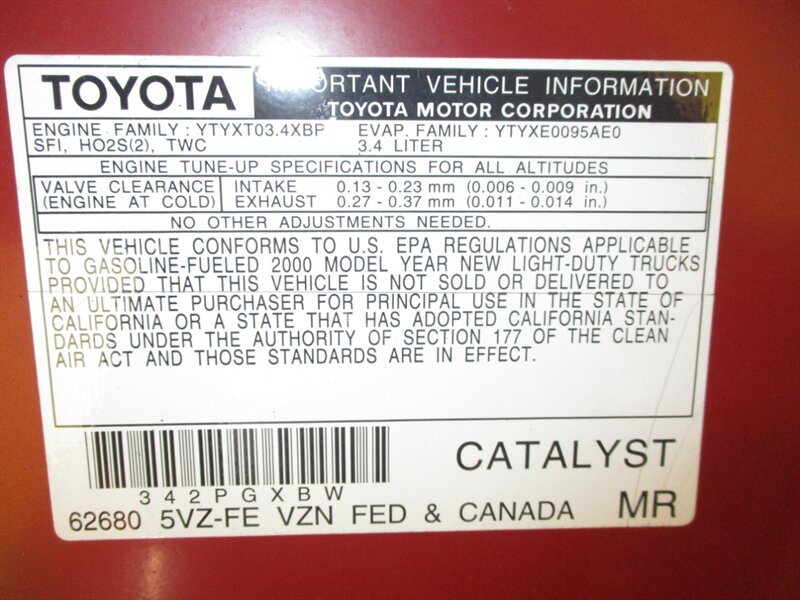 TOYOTA IMPORTANT VEHICLE INFORMATION
TOYOTA MOTOR CORPORATION
ENGINE FAMILY : YTYXT03.4XBP EVAP. FAMILY : YTYXE0095AE0
SFI, HO2S(2), TWC 3.4 LITER
ENGINE TUNE-UP SPECIFICATIONS FOR ALL ALTITUDES
VALVE CLEARANCE INTAKE 0.13 - 0.23 mm (0.006 - 0.009 in.)
(ENGINE AT COLD) EXHAUST 0.27 - 0.37 mm (0.011 - 0.014 in.)
NO OTHER ADJUSTMENTS NEEDED.
THIS VEHICLE CONFORMS TO U.S. EPA REGULATIONS APPLICABLE
TO GASOLINE-FUELED 2000 MODEL YEAR NEW LIGHT-DUTY TRUCKS
PROVIDED THAT THIS VEHICLE IS NOT SOLD OR DELIVERED TO
AN ULTIMATE PURCHASER FOR PRINCIPAL USE IN THE STATE OF
CALIFORNIA OR A STATE THAT HAS ADOPTED CALIFORNIA STAN-
DARDS UNDER THE AUTHORITY OF SECTION 177 OF THE CLEAN
AIR ACT AND THOSE STANDARDS ARE IN EFFECT.
CATALYST
342PGXBW
62680 5VZ-FE VZN FED & CANADA MR